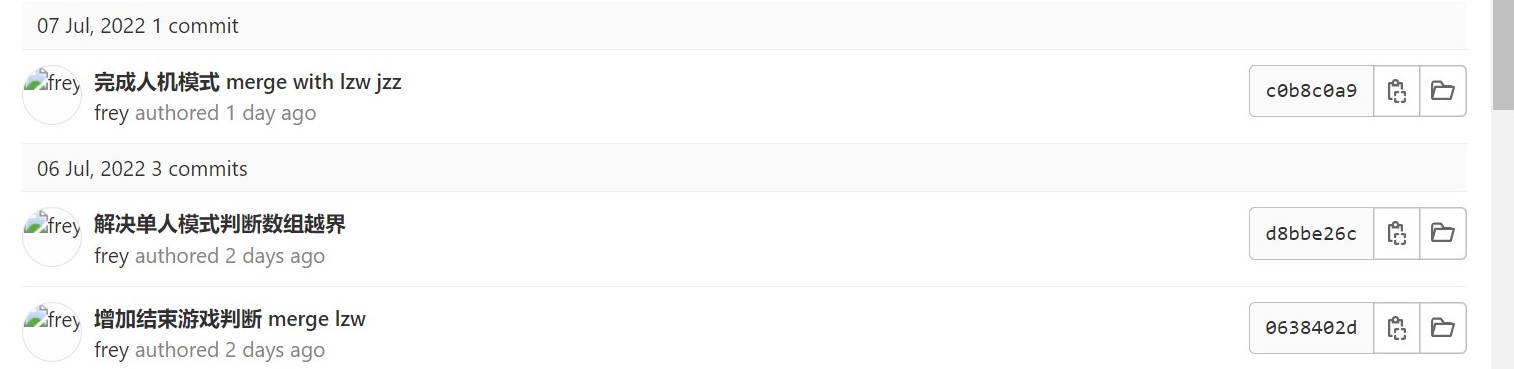 07 Jul, 2022 1 commit
frey
完成人机模式 merge with lzw jzz
c0b8c0a9
frey authored 1 day ago
06 Jul, 2022 3 commits
frey
解决单人模式判断数组越界
d8bbe26c
frey authored 2 days ago
frey
增加结束游戏判断 merge lzw
0638402d
frey authored 2 days ago